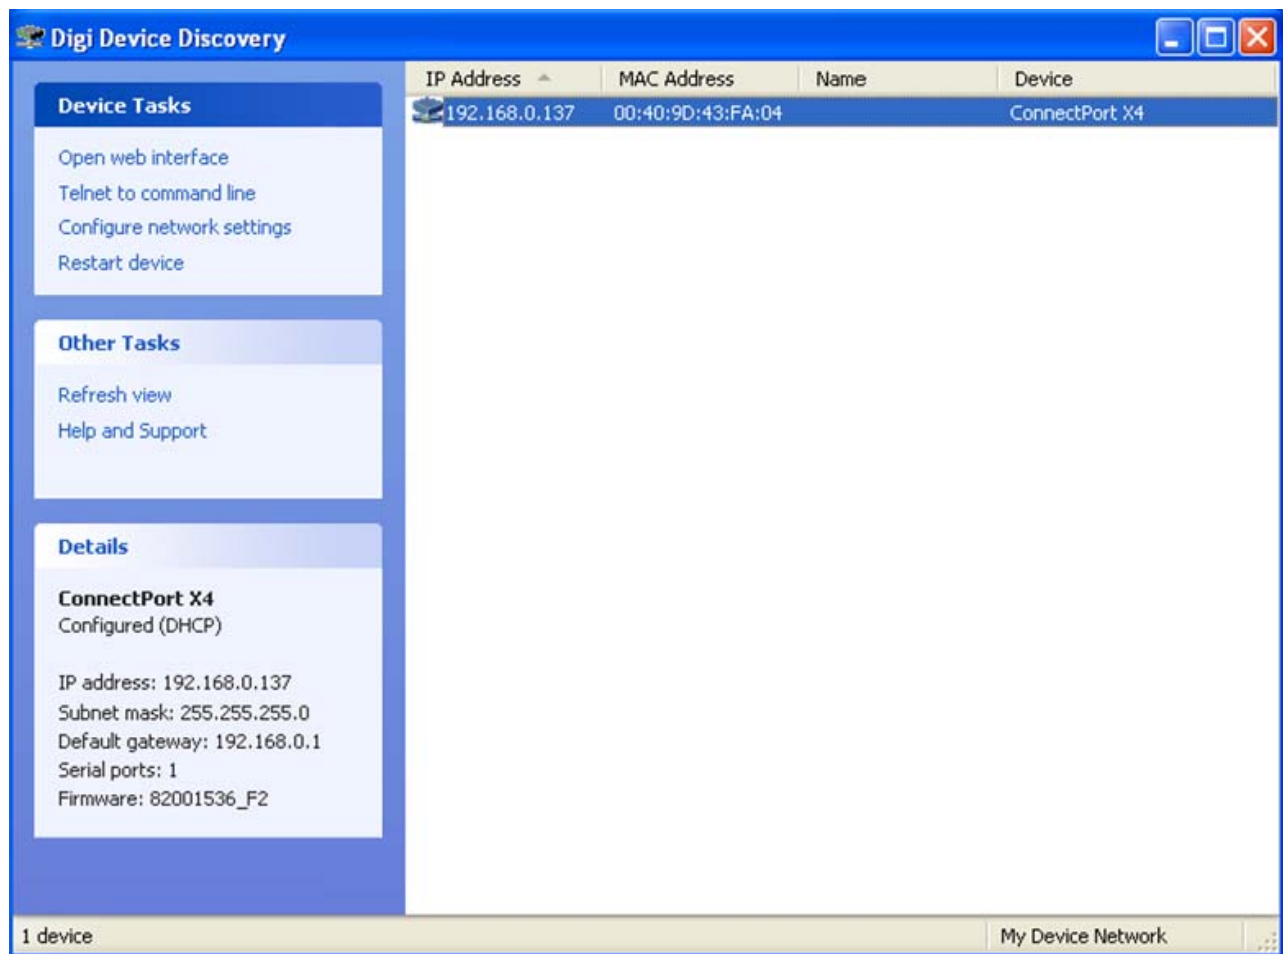 Digi Device Discovery
Device Tasks
Open web interface
Telnet to command line
Configure network settings
Restart device
Other Tasks
Refresh view
Help and Support
Details
ConnectPort X4
Configured (DHCP)
IP address: 192.168.0.137
Subnet mask: 255.255.255.0
Default gateway: 192.168.0.1
Serial ports: 1
Firmware: 82001536_F2
IP Address MAC Address Name Device
192.168.0.137 00:40:9D:43:FA:04 ConnectPort X4
1 device My Device Network